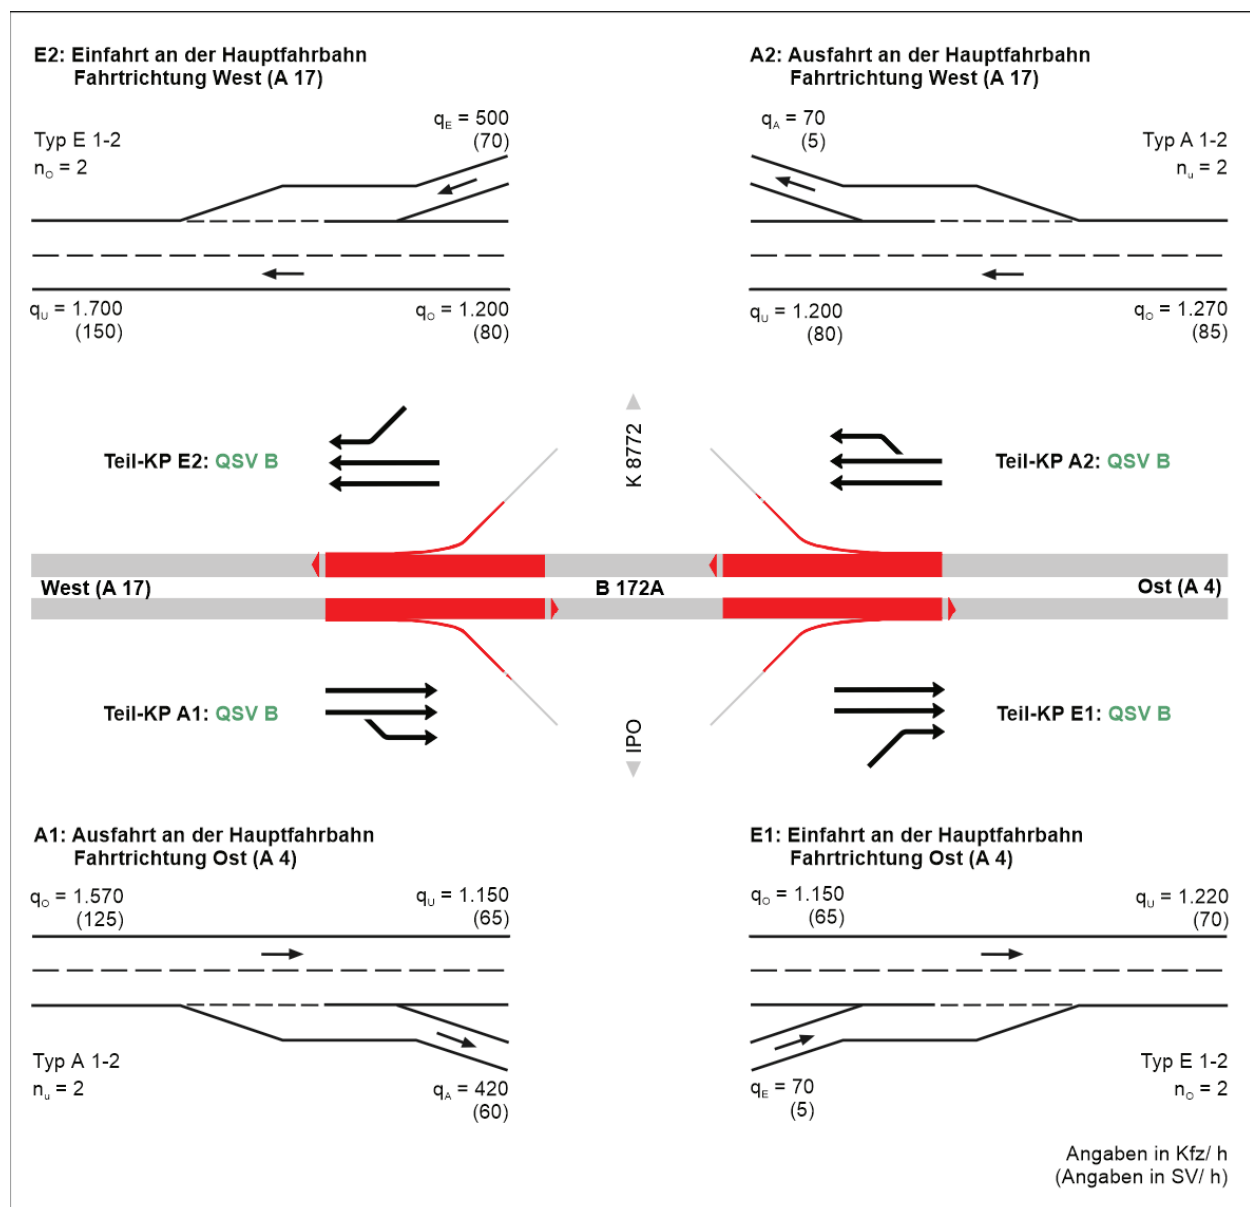 E2: Einfahrt an der Hauptfahrbahn
Fahrtrichtung West (A 17)
A2: Ausfahrt an der Hauptfahrbahn
Fahrtrichtung West (A 17)
Typ E 1-2
nO = 2
qE = 500
(70)
qA = 70
(5)
Typ A 1-2
nu = 2
qU = 1.700
(150)
qO = 1.200
(80)
qU = 1.200
(80)
qO = 1.270
(85)
Teil-KP E2: QSV B
K 8772
Teil-KP A2: QSV B
West (A 17)
B 172A
Ost (A 4)
Teil-KP A1: QSV B
IPO
Teil-KP E1: QSV B
A1: Ausfahrt an der Hauptfahrbahn
Fahrtrichtung Ost (A 4)
E1: Einfahrt an der Hauptfahrbahn
Fahrtrichtung Ost (A 4)
qO = 1.570
(125)
qU = 1.150
(65)
qO = 1.150
(65)
qU = 1.220
(70)
Typ A 1-2
nu = 2
qA = 420
(60)
qE = 70
(5)
Typ E 1-2
nO = 2
Angaben in Kfz/ h
(Angaben in SV/ h)